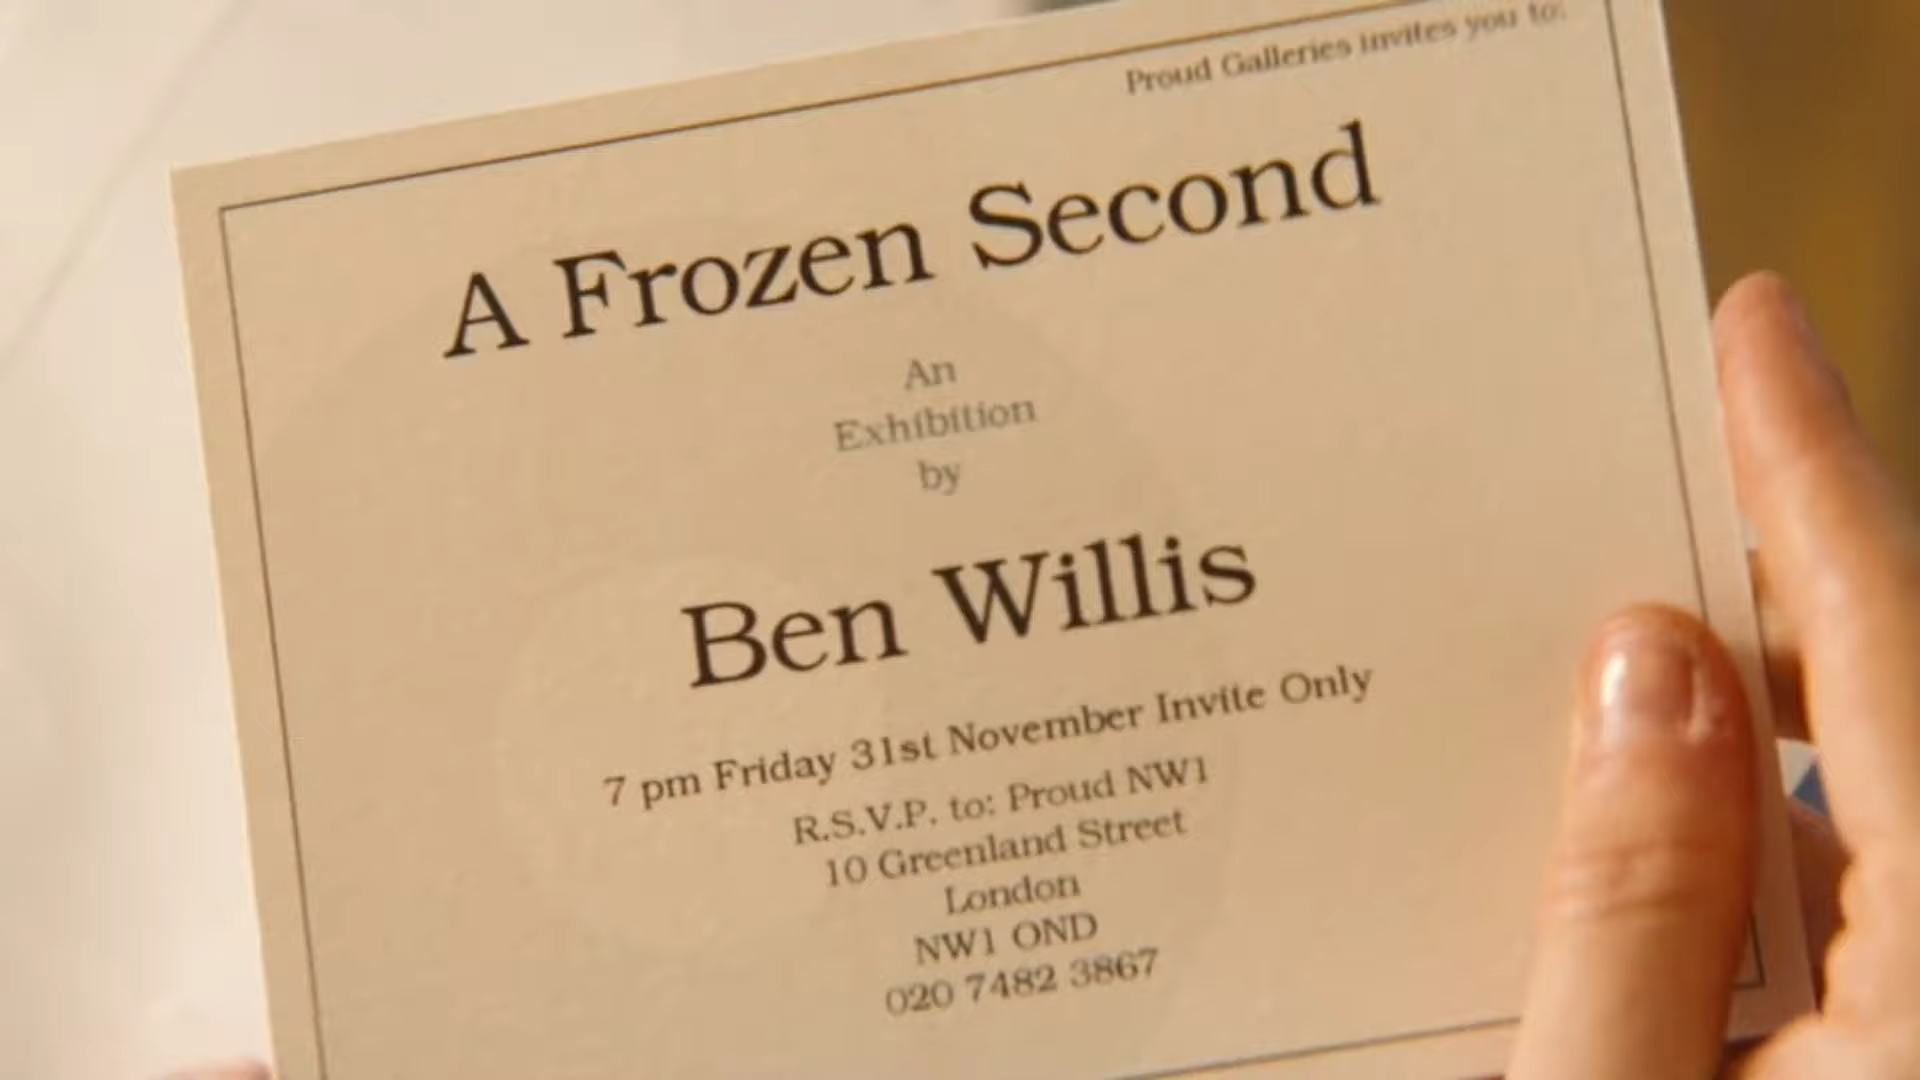 Proud Galleries invites you to:
A Frozen Second
An
Exhibition
by
Ben Willis
7 pm Friday 31st November Invite Only
R.S.V.P. to: Proud NW1
10 Greenland Street
London
NW1 OND
020 7482 3867